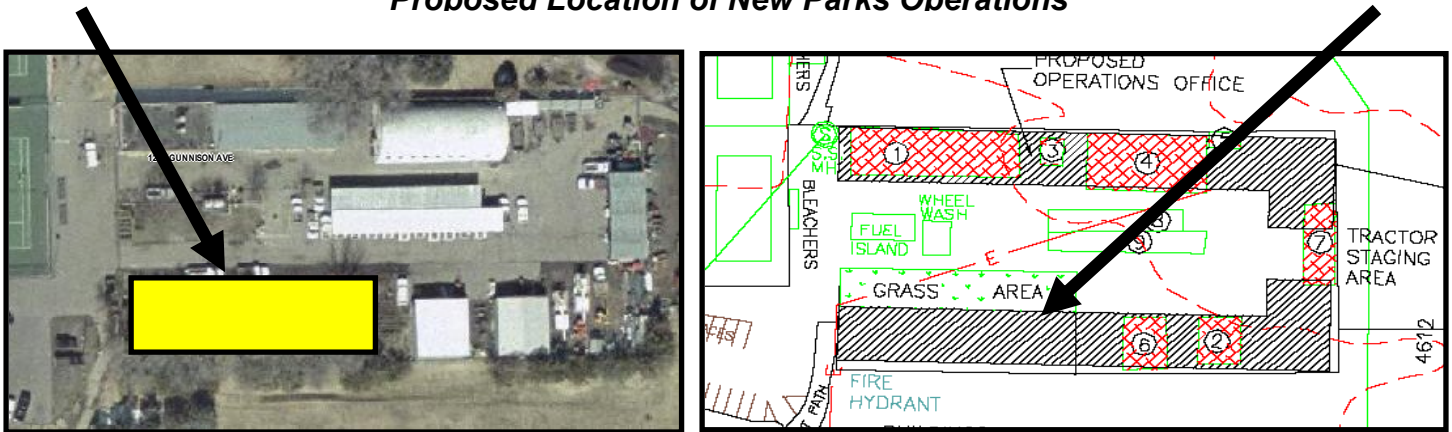 Proposed Location of New Parks Operations
GUNNISON AVE
PROPOSED
OPERATIONS OFFICE
BLEACHERS
S.S
MH
1
3
4
WHEEL
WASH
FUEL
ISLAND
8
9
7
TRACTOR
STAGING
AREA
E
GRASS AREA
6
2
4612
FIRE
HYDRANT
PATH